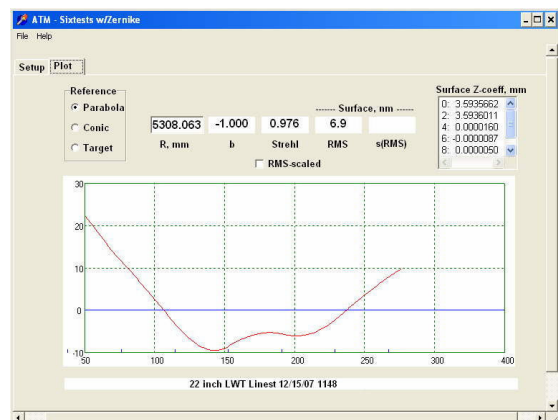 ATM - Sixtests w/Zernike
File Help
Setup Plot
Reference
Parabola
Conic
Target
5308.063 -1.000 0.976 6.9
------- Surface, nm ------
R, mm b Strehl RMS s(RMS)
RMS-scaled
Surface Z-coeff, mm
0: 3.5935662
2: 3.5936011
4: 0.0000160
6: -0.0000087
8: 0.0000050
30
20
10
0
-10
50 100 150 200 250 300 400
22 inch LWT Linest 12/15/07 1148